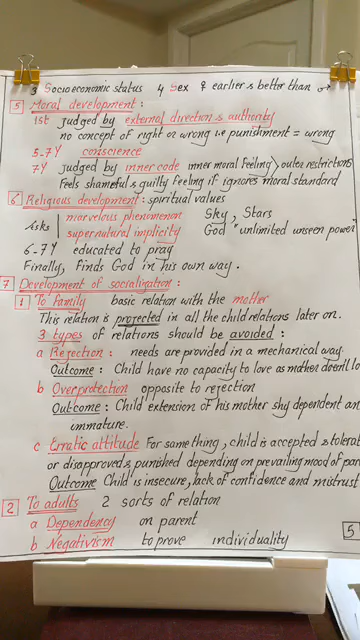 3 Socioeconomic status 4 Sex ♀ earlier & better than ♂
5 Moral development :
1st Judged by external direction & authority
no concept of right or wrong i.e punishment = wrong
5-7Y conscience
7Y Judged by inner code inner moral feeling > outer restrictions
Feels shameful & guilty feeling if ignores moral standard
6 Religious development : spiritual values
Asks marvelous phenomenon Sky, Stars
supernatural implicity God "unlimited unseen power
6-7Y educated to pray
Finally, finds God in his own way.
7 Development of socialization :
1 To Family basic relation with the mother
This relation is projected in all the child relations later on.
3 types of relations should be avoided :
a Rejection : needs are provided in a mechanical way.
Outcome : Child have no capacity to love as mother
b Overprotection opposite to rejection
Outcome : Child extension of his mother shy dependent an
immature.
c Erratic attitude For something, child is accepted & tolerat
or disapproved & punished depending on prevailing mood of par
Outcome Child is insecure, lack of confidence and mistrust
2 To adults 2 sorts of relation
a Dependency on parent
b Negativism to prove individuality
5